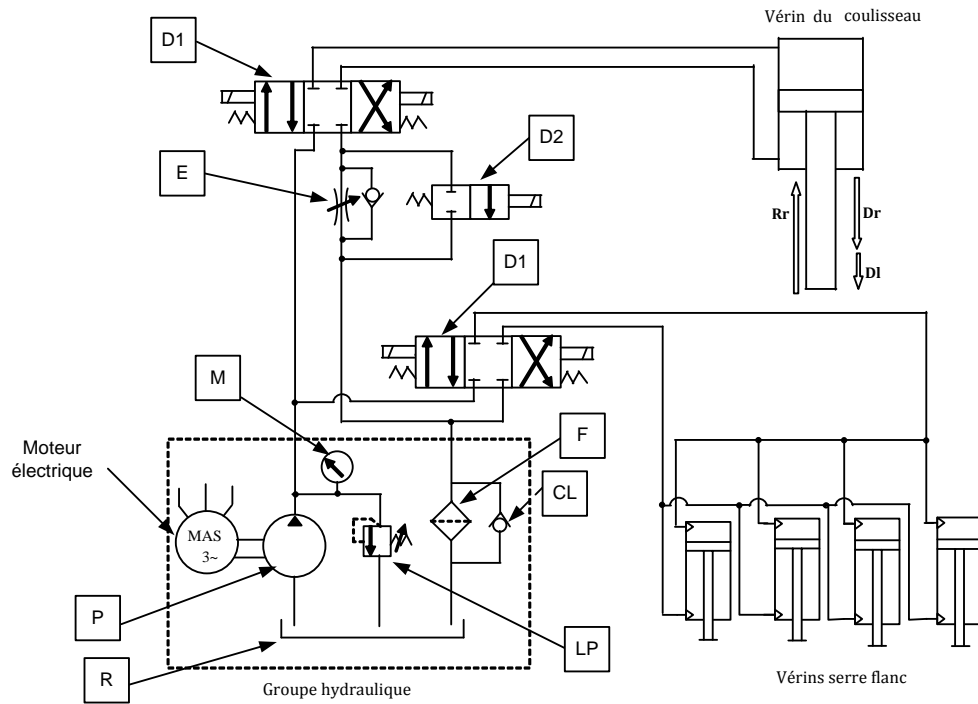 Vérin du coulisseau
D1
D2
E
Rr
Dr
Dl
D1
M
F
Moteur
électrique
CL
MAS
3~
P
LP
R
Groupe hydraulique
Vérins serre flanc